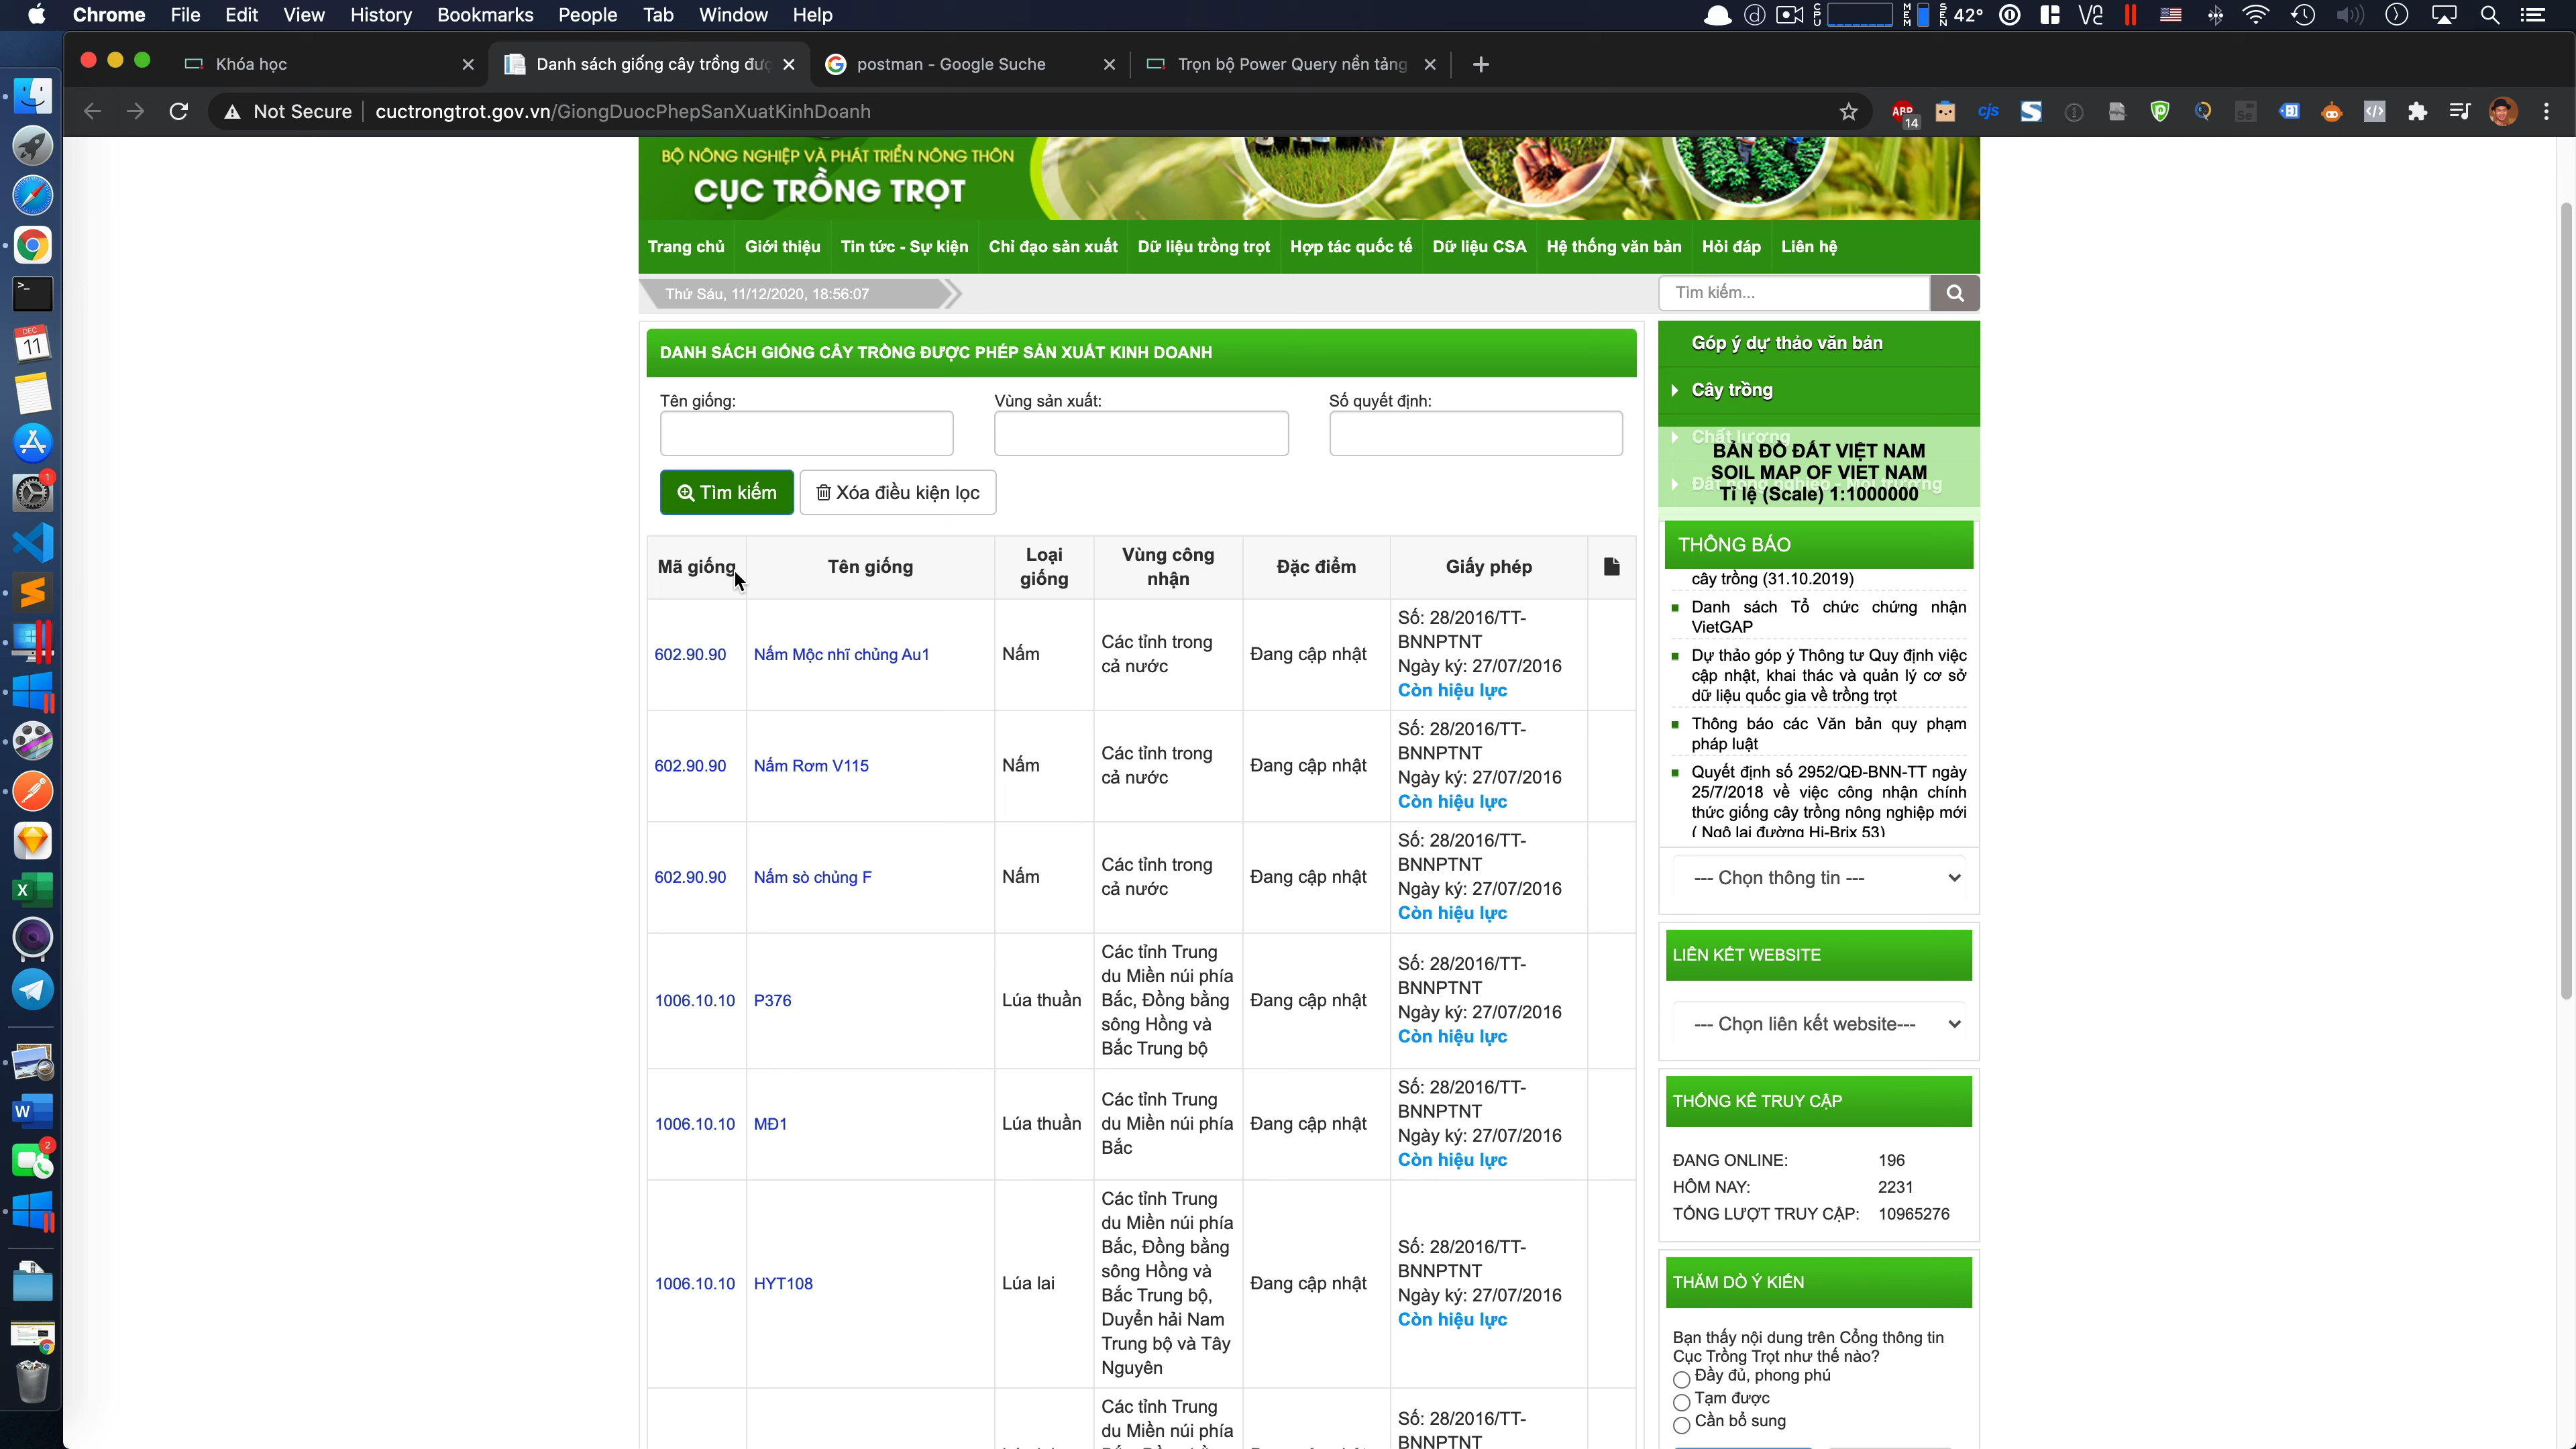 Chrome File Edit View History Bookmarks People Tab Window Help
CPU MEM SEN 42°
Khóa học
Danh sách giống cây trồng đượ
postman - Google Suche
Trọn bộ Power Query nền tảng
Not Secure cuctrongtrot.gov.vn/GiongDuocPhepSanXuatKinhDoanh
ABP 14
cjs
BỘ NÔNG NGHIỆP VÀ PHÁT TRIỂN NÔNG THÔN
CỤC TRỒNG TRỌT
Trang chủ Giới thiệu Tin tức - Sự kiện Chỉ đạo sản xuất Dữ liệu trồng trọt Hợp tác quốc tế Dữ liệu CSA Hệ thống văn bản Hỏi đáp Liên hệ
Thứ Sáu, 11/12/2020, 18:56:07
Tìm kiếm...
DANH SÁCH GIỐNG CÂY TRỒNG ĐƯỢC PHÉP SẢN XUẤT KINH DOANH
Tên giống: Vùng sản xuất: Số quyết định:
Tìm kiếm Xóa điều kiện lọc
Mã giống Tên giống Loại giống Vùng công nhận Đặc điểm Giấy phép
602.90.90 Nấm Mộc nhĩ chủng Au1 Nấm
Các tỉnh trong
cả nước
Đang cập nhật
Số: 28/2016/TT-
BNNPTNT
Ngày ký: 27/07/2016
Còn hiệu lực
602.90.90 Nấm Rơm V115 Nấm
Các tỉnh trong
cả nước
Đang cập nhật
Số: 28/2016/TT-
BNNPTNT
Ngày ký: 27/07/2016
Còn hiệu lực
602.90.90 Nấm sò chủng F Nấm
Các tỉnh trong
cả nước
Đang cập nhật
Số: 28/2016/TT-
BNNPTNT
Ngày ký: 27/07/2016
Còn hiệu lực
1006.10.10 P376 Lúa thuần
Các tỉnh Trung
du Miền núi phía
Bắc, Đồng bằng
sông Hồng và
Bắc Trung bộ
Đang cập nhật
Số: 28/2016/TT-
BNNPTNT
Ngày ký: 27/07/2016
Còn hiệu lực
1006.10.10 MĐ1 Lúa thuần
Các tỉnh Trung
du Miền núi phía
Bắc
Đang cập nhật
Số: 28/2016/TT-
BNNPTNT
Ngày ký: 27/07/2016
Còn hiệu lực
1006.10.10 HYT108 Lúa lai
Các tỉnh Trung
du Miền núi phía
Bắc, Đồng bằng
sông Hồng và
Bắc Trung bộ,
Duyên hải Nam
Trung bộ và Tây
Nguyên
Đang cập nhật
Số: 28/2016/TT-
BNNPTNT
Ngày ký: 27/07/2016
Còn hiệu lực
Các tỉnh Trung
du Miền núi phía
Số: 28/2016/TT-
BNNPTNT
Góp ý dự thảo văn bản
Cây trồng
Chất lượng
BẢN ĐỒ ĐẤT VIỆT NAM
SOIL MAP OF VIET NAM
Tỉ lệ (Scale) 1:1000000
THÔNG BÁO
cây trồng (31.10.2019)
Danh sách Tổ chức chứng nhận
VietGAP
Dự thảo góp ý Thông tư Quy định việc
cập nhật, khai thác và quản lý cơ sở
dữ liệu quốc gia về trồng trọt
Thông báo các Văn bản quy phạm
pháp luật
Quyết định số 2952/QĐ-BNN-TT ngày
25/7/2018 về việc công nhận chính
thức giống cây trồng nông nghiệp mới
( Ngô lai đường Hi-Brix 53)
--- Chọn thông tin ---
LIÊN KẾT WEBSITE
--- Chọn liên kết website---
THỐNG KÊ TRUY CẬP
ĐANG ONLINE: 196
HÔM NAY: 2231
TỔNG LƯỢT TRUY CẬP: 10965276
THĂM DÒ Ý KIẾN
Bạn thấy nội dung trên Cổng thông tin
Cục Trồng Trọt như thế nào?
Đầy đủ, phong phú
Tạm được
Cần bổ sung
DEC
11
1
2